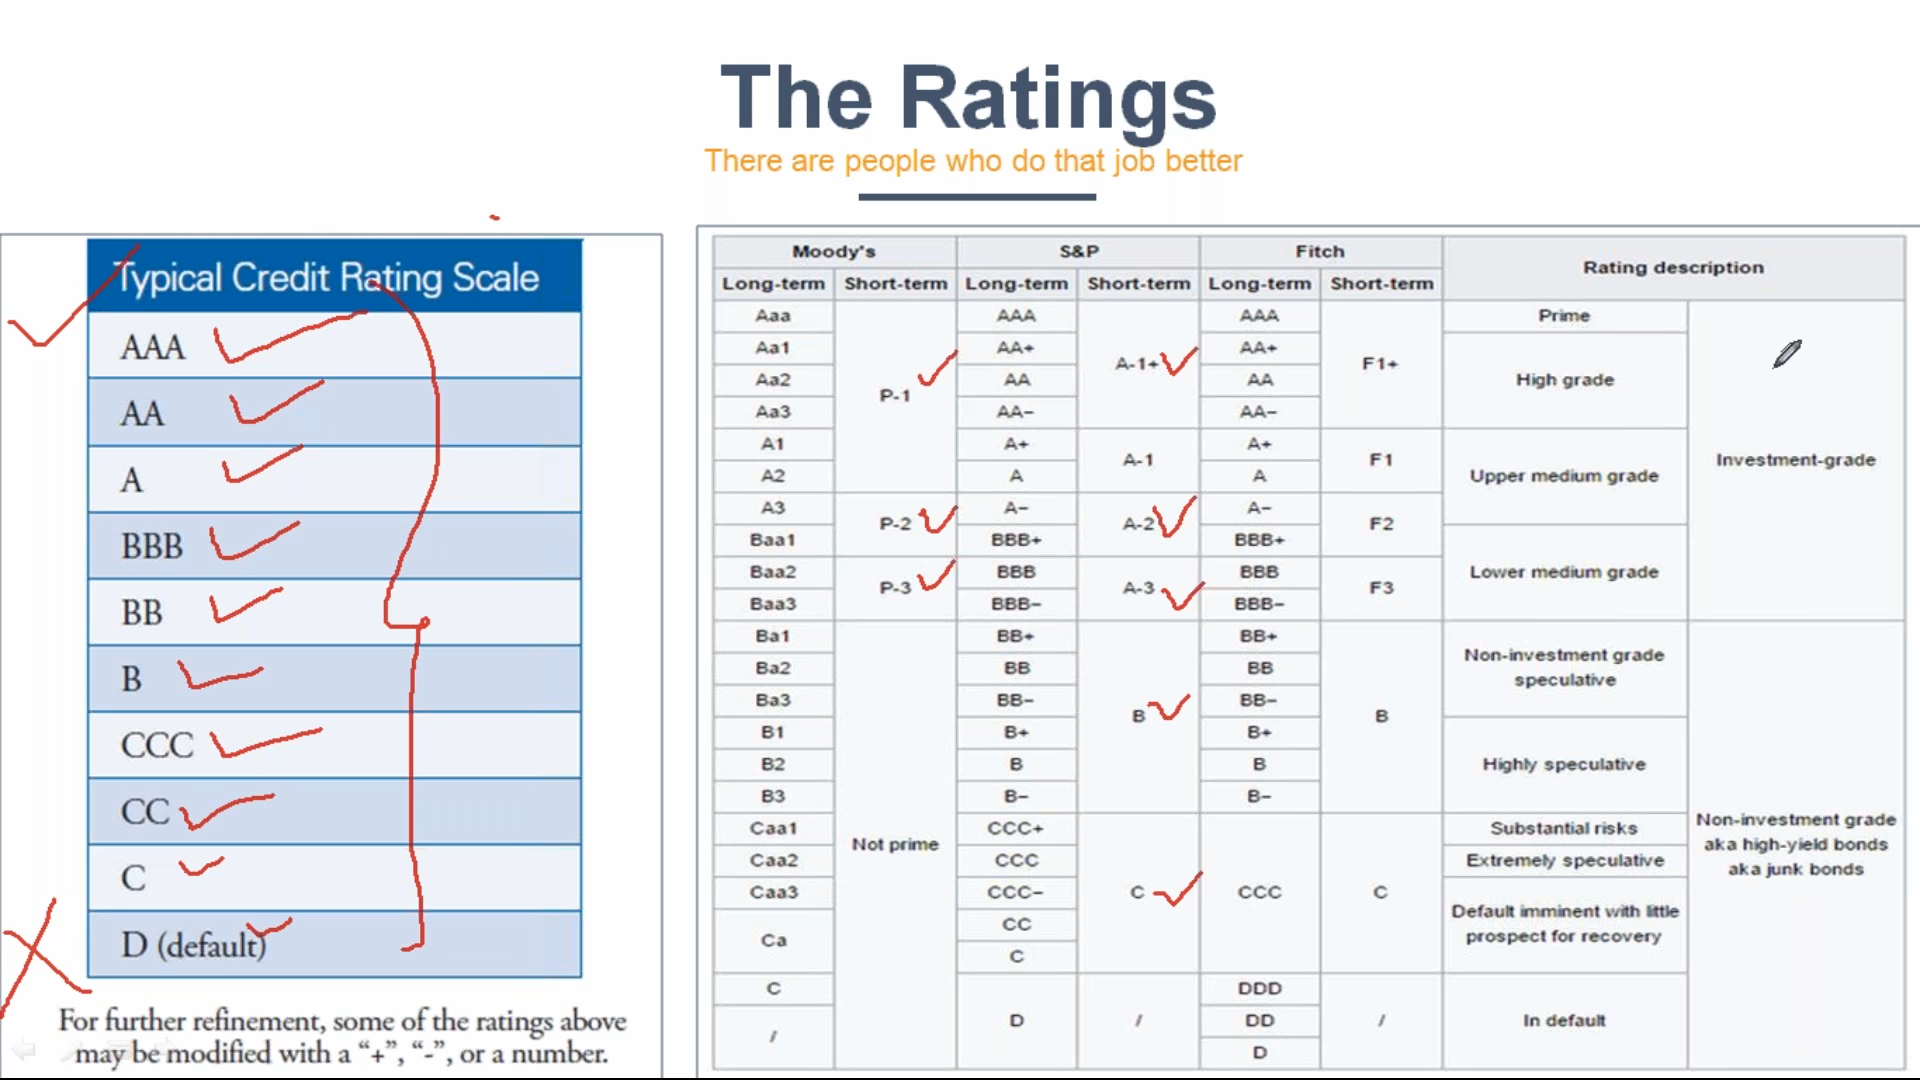 The Ratings
There are people who do that job better
Typical Credit Rating Scale
AAA
AA
A
BBB
BB
B
CCC
CC
C
D (default)
For further refinement, some of the ratings above
may be modified with a “+”, “-”, or a number.
Moody's S&P Fitch Rating description
Long-term Short-term Long-term Short-term Long-term Short-term
Aaa P-1 AAA A-1+ AAA F1+ Prime Investment-grade
Aa1 AA+ AA+ High grade
Aa2 AA AA
Aa3 AA− AA−
A1 A+ A-1 A+ F1 Upper medium grade
A2 A A
A3 P-2 A− A-2 A− F2
Baa1 BBB+ BBB+ Lower medium grade
Baa2 P-3 BBB A-3 BBB F3
Baa3 BBB− BBB−
Ba1 Not prime BB+ B BB+ B Non-investment grade
speculative Non-investment grade
aka high-yield bonds
aka junk bonds
Ba2 BB BB
Ba3 BB− BB−
B1 B+ B+ Highly speculative
B2 B B
B3 B− B−
Caa1 CCC+ C CCC C Substantial risks
Caa2 CCC Extremely speculative
Caa3 CCC− Default imminent with little
prospect for recovery
Ca CC
C
C D / DDD / In default
/ DD
D